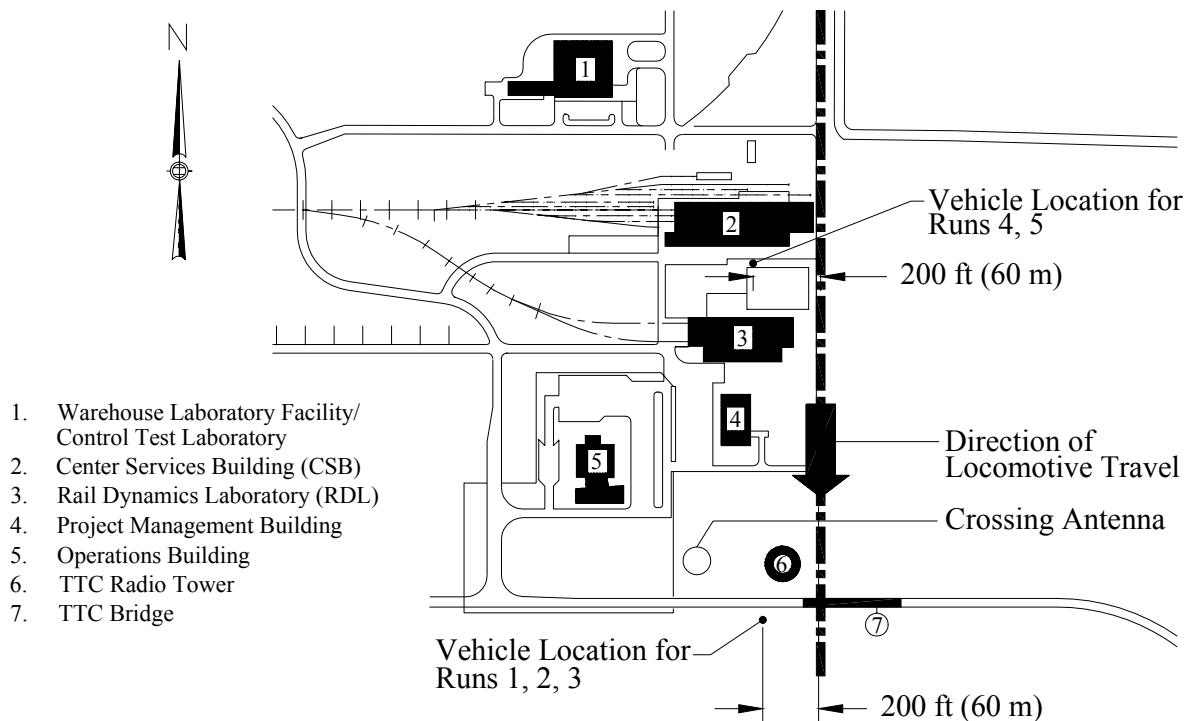 N
1
2
Vehicle Location for
Runs 4, 5
200 ft (60 m)
3
4
5
Direction of
Locomotive Travel
Crossing Antenna
6
7
1. Warehouse Laboratory Facility/
Control Test Laboratory
2. Center Services Building (CSB)
3. Rail Dynamics Laboratory (RDL)
4. Project Management Building
5. Operations Building
6. TTC Radio Tower
7. TTC Bridge
Vehicle Location for
Runs 1, 2, 3
200 ft (60 m)